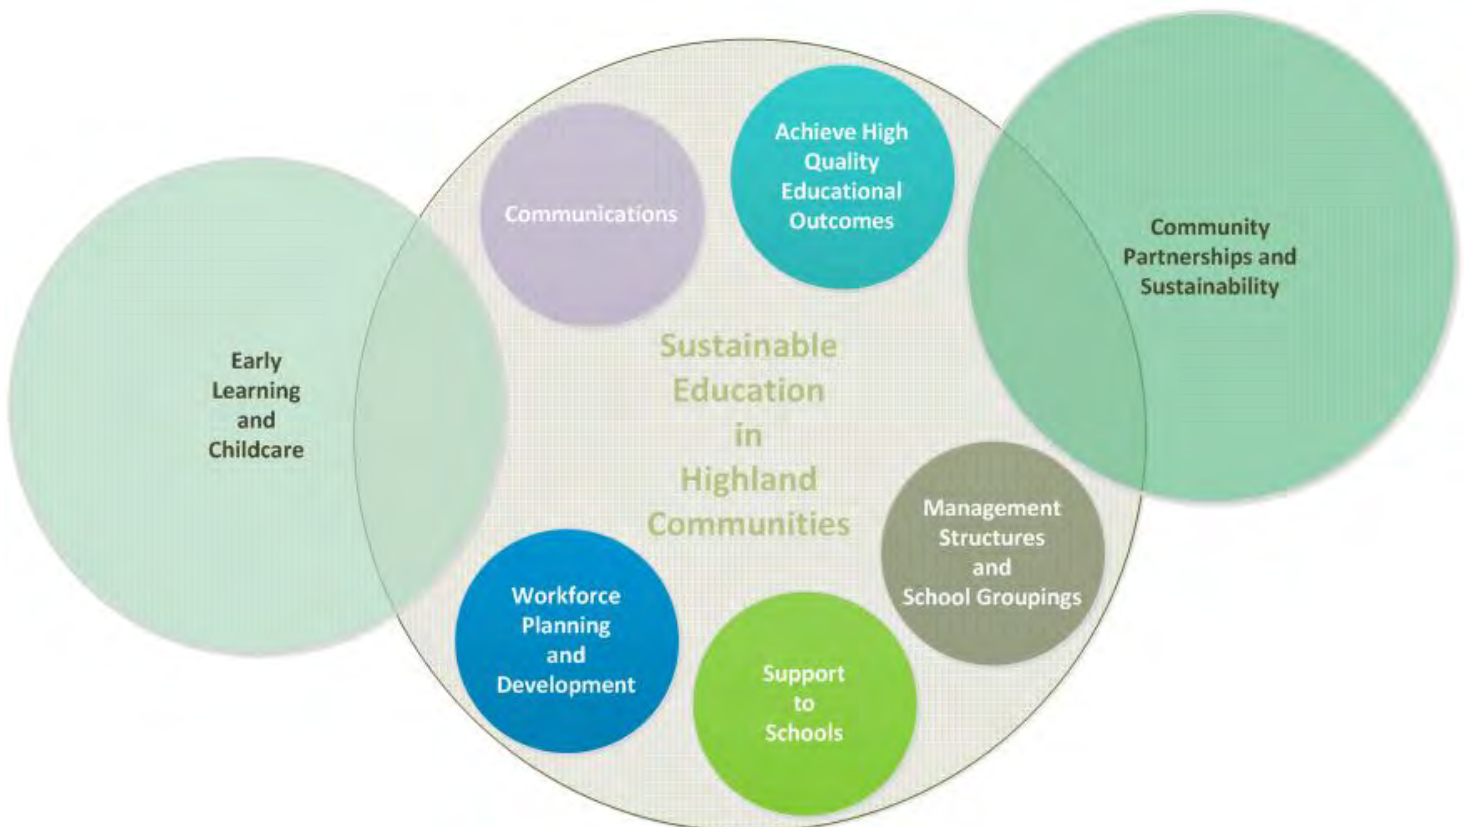 Achieve High
Quality
Educational
Outcomes
Communications
Community
Partnerships and
Sustainability
Early
Learning
and
Childcare
Sustainable
Education
in
Highland
Communities
Management
Structures
and
School Groupings
Workforce
Planning
and
Development
Support
to
Schools